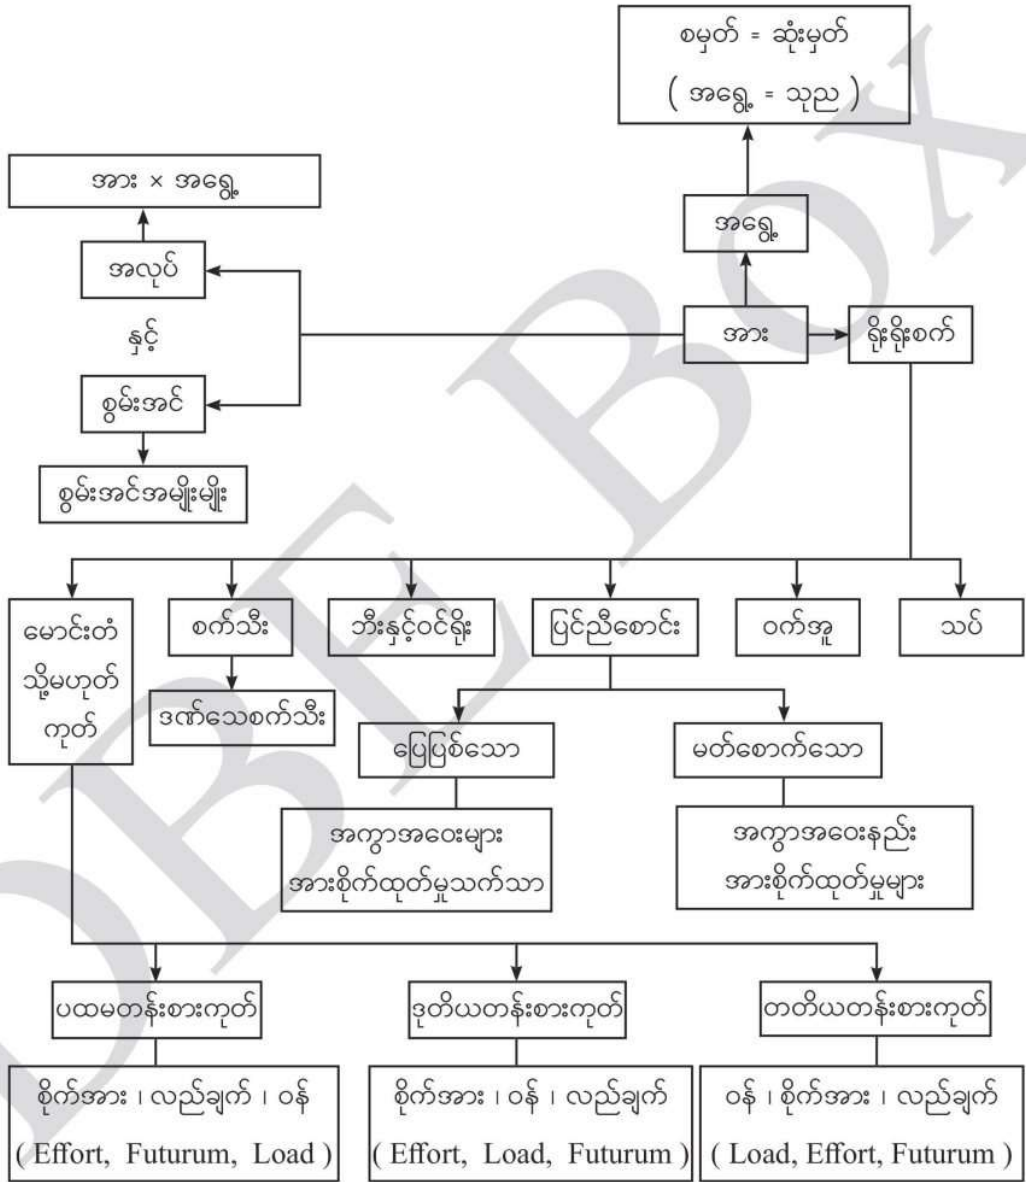 စမှတ် = ဆုံးမှတ်
( အရွေ့ = သုည )
အား × အရွေ့
အရွေ့
အလုပ်
နှင့်
အား
ရိုးရိုးစက်
စွမ်းအင်
စွမ်းအင်အမျိုးမျိုး
မောင်းတံ
သို့မဟုတ်
ကုတ်
စက်သီး
ဘီးနှင့်ဝင်ရိုး
ပြင်ညီစောင်း
ဝက်အူ
သပ်
ဒဏ်သေစက်သီး
ပြေပြစ်သော
မတ်စောက်သော
အကွာအဝေးများ
အားစိုက်ထုတ်မှုသက်သာ
အကွာအဝေးနည်း
အားစိုက်ထုတ်မှုများ
ပထမတန်းစားကုတ်
ဒုတိယတန်းစားကုတ်
တတိယတန်းစားကုတ်
စိုက်အား ၊ လည်ချက် ၊ ဝန်
( Effort, Futurum, Load )
စိုက်အား ၊ ဝန် ၊ လည်ချက်
( Effort, Load, Futurum )
ဝန် ၊ စိုက်အား ၊ လည်ချက်
( Load, Effort, Futurum )
DBE BOX